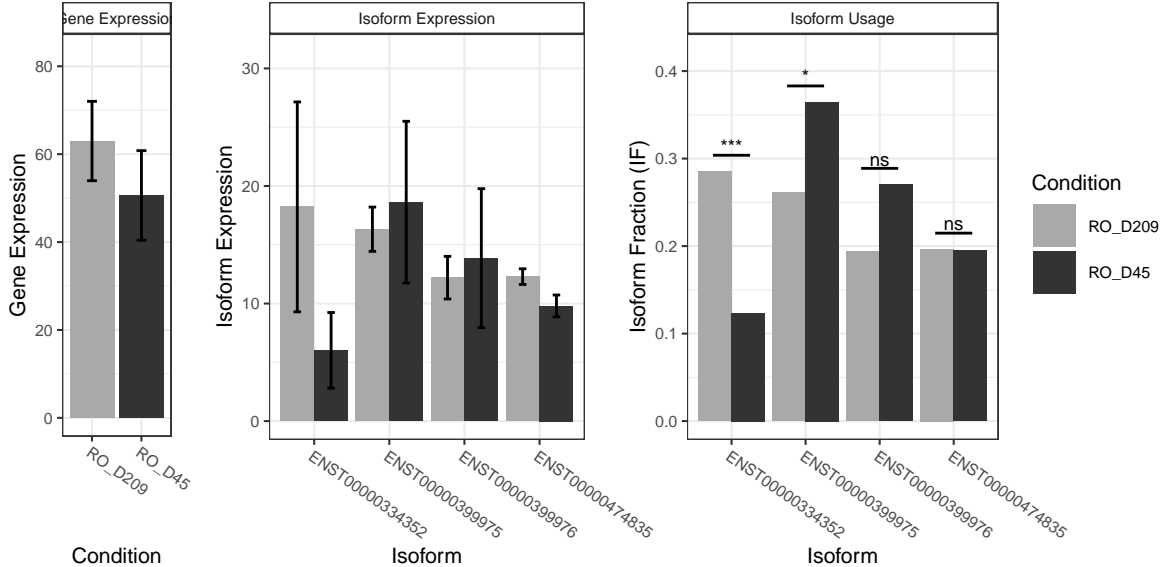 Gene Expression
Isoform Expression
Isoform Usage
Gene Expression
80
60
40
20
0
RO_D209
RO_D45
Condition
Isoform Expression
30
20
10
0
ENST00000334352
ENST00000399975
ENST00000399976
ENST00000474835
Isoform
Isoform Fraction (IF)
0.4
0.3
0.2
0.1
0.0
***
*
ns
ns
ENST00000334352
ENST00000399975
ENST00000399976
ENST00000474835
Isoform
Condition
RO_D209
RO_D45